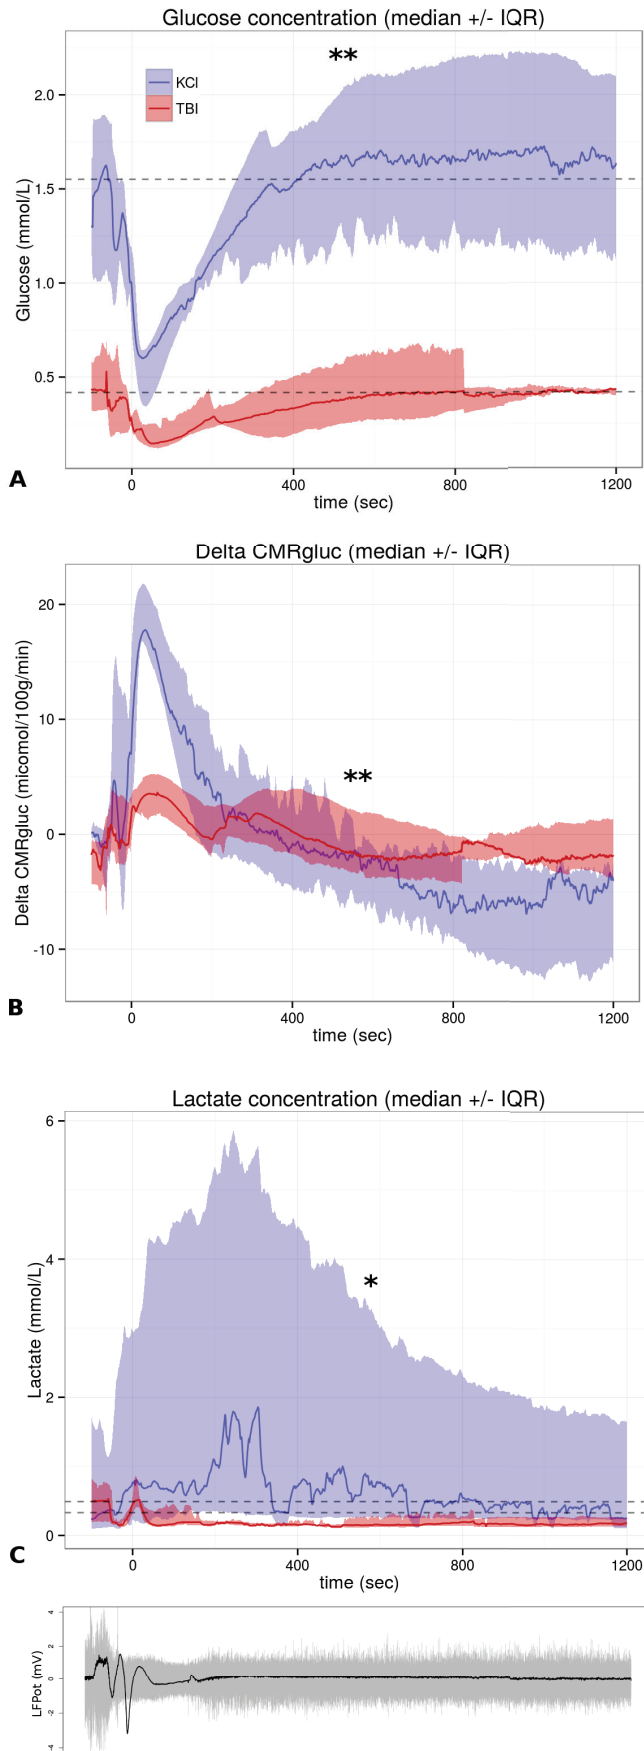 Glucose concentration (median +/- IQR)
**
KCl
TBI
2.0
1.5
1.0
0.5
Glucose (mmol/L)
0 400 800 1200
time (sec)
A
Delta CMRgluc (median +/- IQR)
20
10
0
-10
**
Delta CMRgluc (micomol/100g/min)
0 400 800 1200
time (sec)
B
Lactate concentration (median +/- IQR)
6
4
2
0
*
Lactate (mmol/L)
0 400 800 1200
time (sec)
C
4
2
0
-2
-4
LFPot (mV)